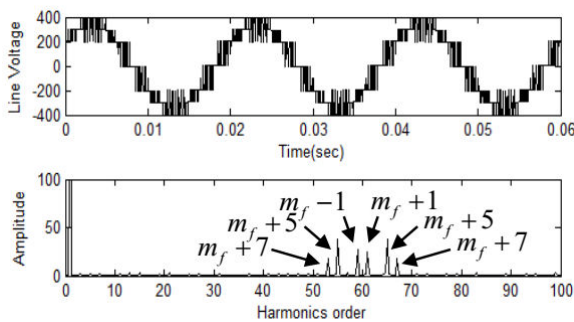 Line Voltage
400
200
0
-200
-400
0 0.01 0.02 0.03 0.04 0.05 0.06
Time(sec)
Amplitude
100
50
0
m_f − 1
m_f + 1
m_f + 5
m_f + 5
m_f + 7
m_f + 7
0 10 20 30 40 50 60 70 80 90 100
Harmonics order